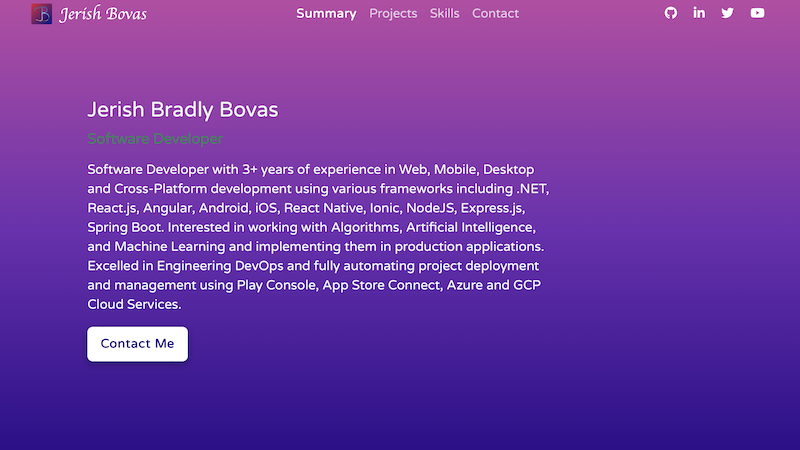 Jerish Bovas
Summary Projects Skills Contact
Jerish Bradly Bovas
Software Developer
Software Developer with 3+ years of experience in Web, Mobile, Desktop
and Cross-Platform development using various frameworks including .NET,
React.js, Angular, Android, iOS, React Native, Ionic, NodeJS, Express.js,
Spring Boot. Interested in working with Algorithms, Artificial Intelligence,
and Machine Learning and implementing them in production applications.
Excelled in Engineering DevOps and fully automating project deployment
and management using Play Console, App Store Connect, Azure and GCP
Cloud Services.
Contact Me